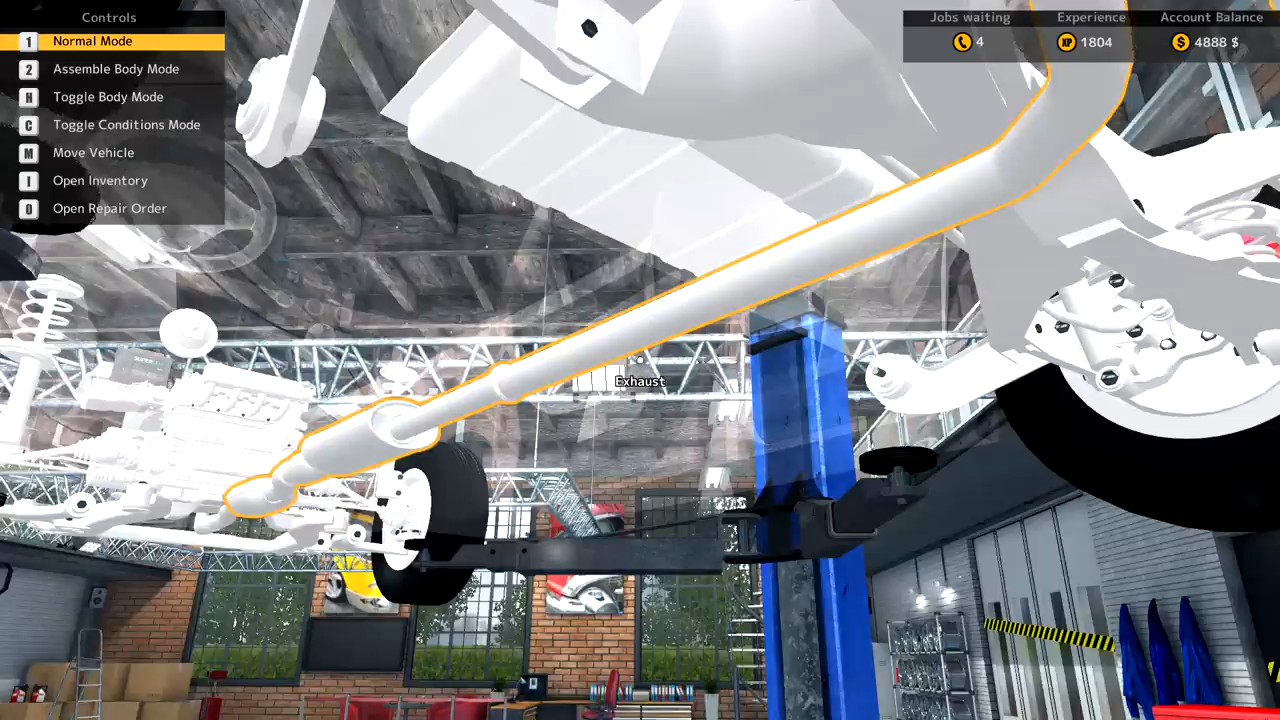 Controls
1 Normal Mode
2 Assemble Body Mode
H Toggle Body Mode
C Toggle Conditions Mode
M Move Vehicle
I Open Inventory
O Open Repair Order
Jobs waiting
4
Experience
XP 1804
Account Balance
$ 4888 $
SUPER
Exhaust